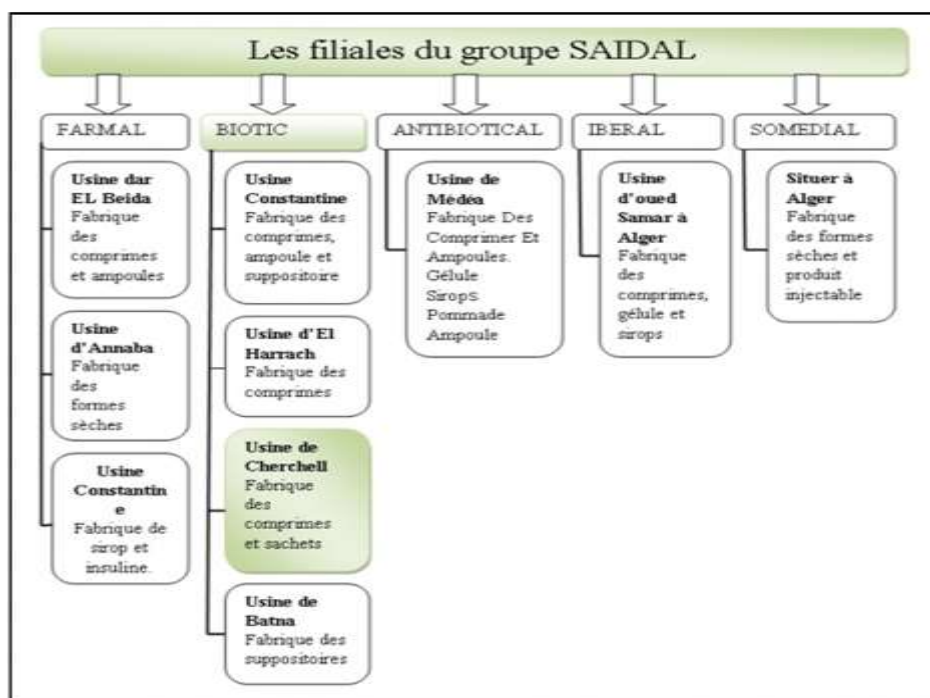 Les filiales du groupe SAIDAL
FARMAL
Usine dar
EL Beida
Fabrique
des
comprimes
et ampoules
Usine
d'Annaba
Fabrique
des
formes
sèches
Usine
Constantin
e
Fabrique de
sirop et
insuline.
BIOTIC
Usine
Constantine
Fabrique des
comprimes,
ampoule et
suppositoire
Usine d'El
Harrach
Fabrique des
comprimes
Usine de
Cherchell
Fabrique
des
comprimes
et sachets
Usine de
Batna
Fabrique des
suppositoires
ANTIBIOTICAL
Usine de
Médéa
Fabrique Des
Comprimer Et
Ampoules.
Gélule
Sirops
Pommade
Ampoule
IBERAL
Usine
d'oued
Samar à
Alger
Fabrique
des
comprimes,
gélule et
sirops
SOMEDIAL
Situer à
Alger
Fabrique
des formes
sèches et
produit
injectable